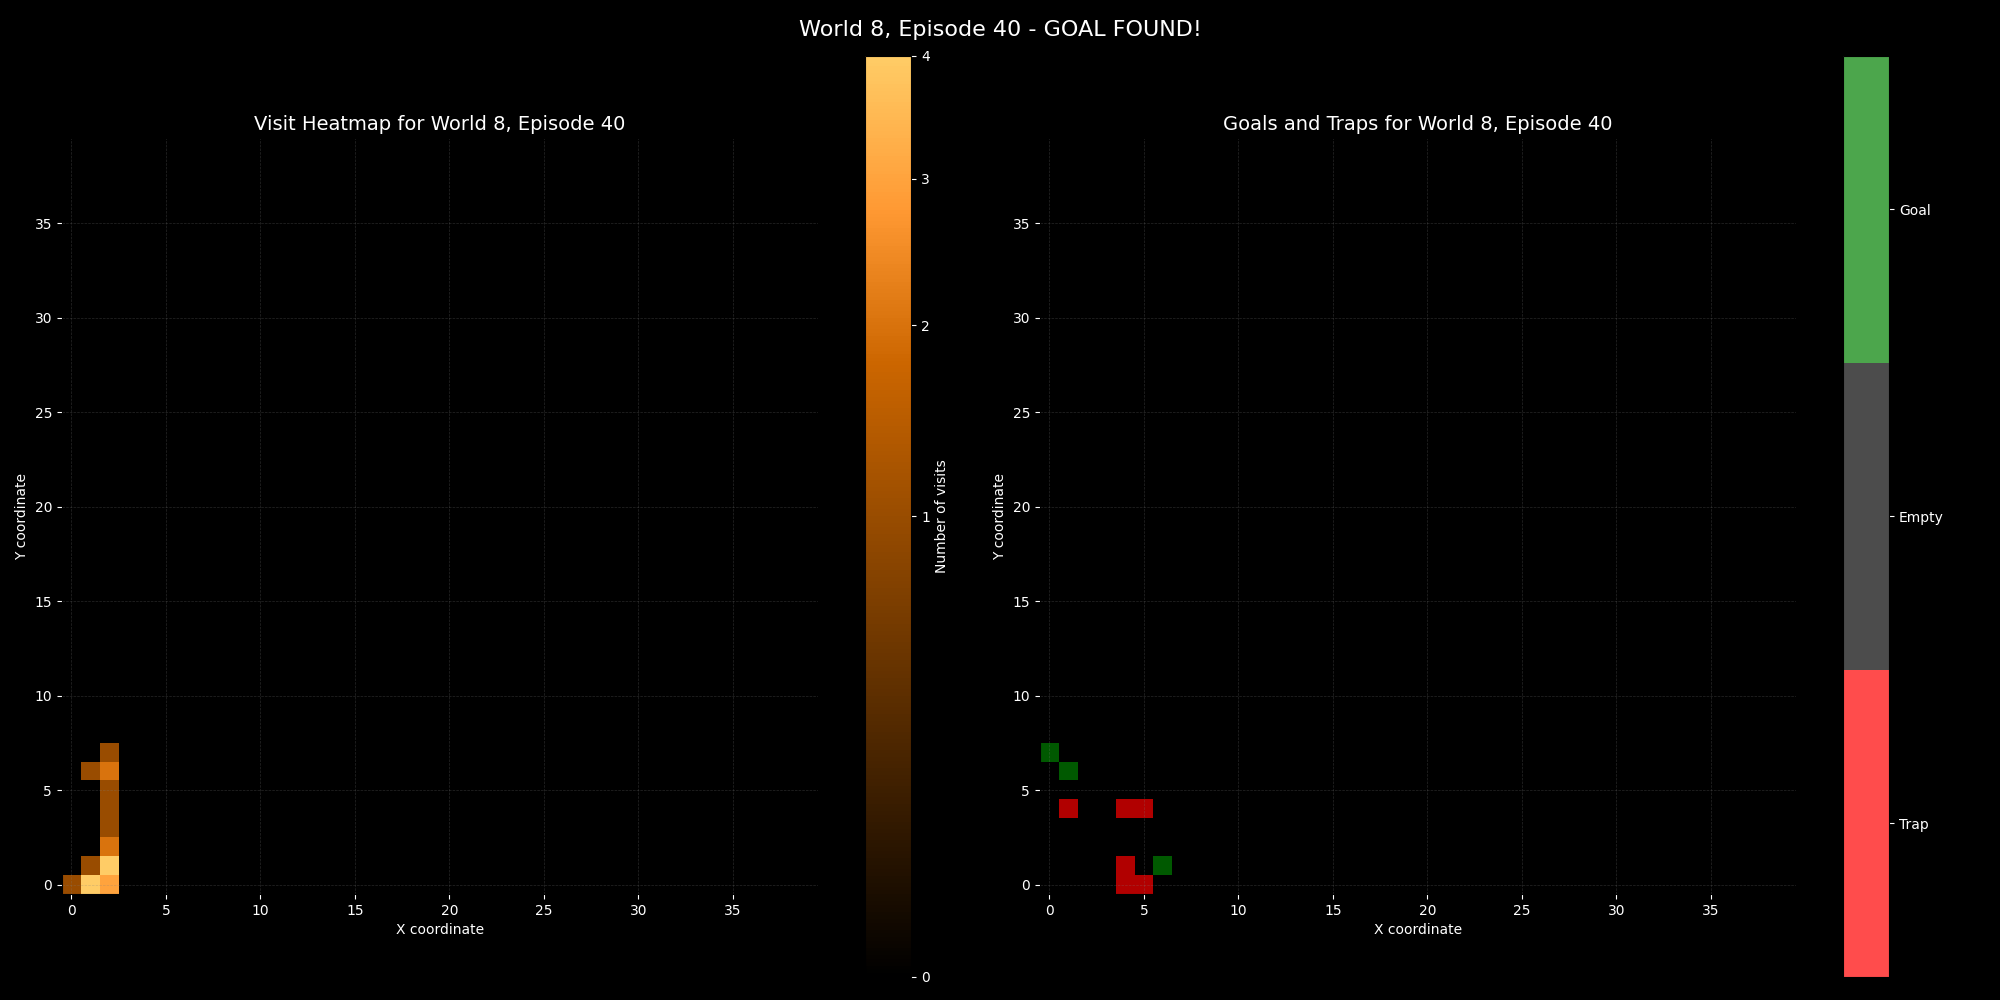 World 8, Episode 40 - GOAL FOUND!
Visit Heatmap for World 8, Episode 40
Y coordinate
35
30
25
20
15
10
5
0
0 5 10 15 20 25 30 35
X coordinate
4
3
2
1
0
Number of visits
Goals and Traps for World 8, Episode 40
Y coordinate
35
30
25
20
15
10
5
0
0 5 10 15 20 25 30 35
X coordinate
Goal
Empty
Trap